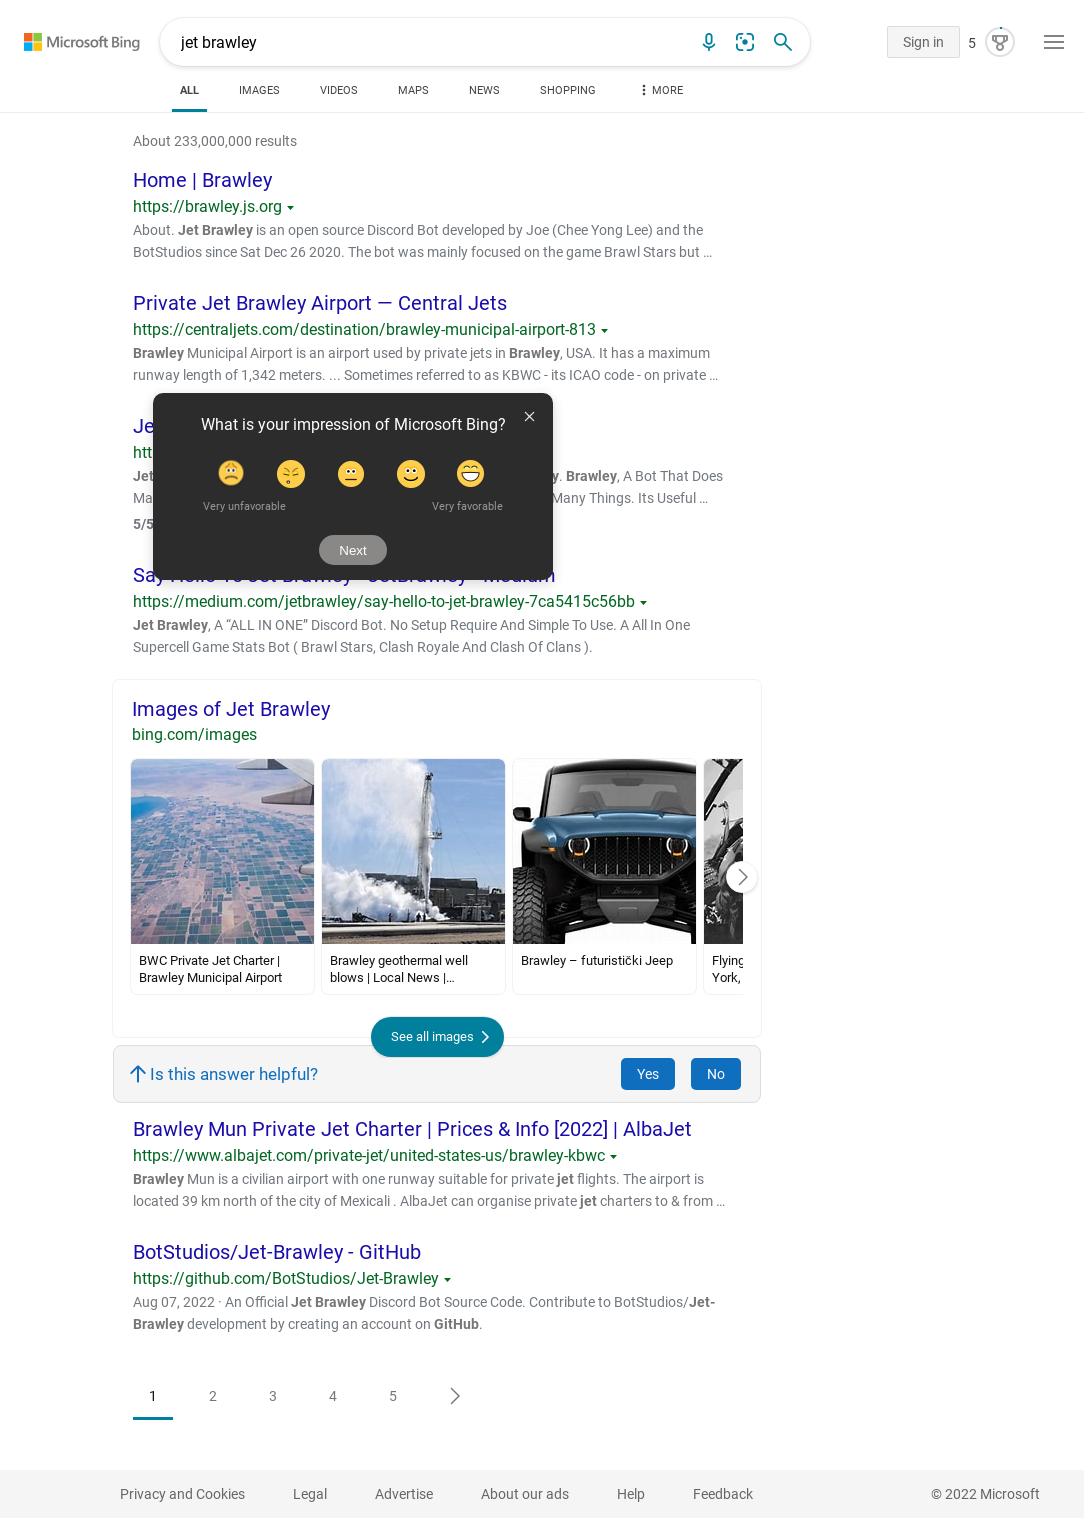 Microsoft Bing
jet brawley
Sign in
5
ALL
IMAGES
VIDEOS
MAPS
NEWS
SHOPPING
MORE
About 233,000,000 results
Home | Brawley
https://brawley.js.org
About. Jet Brawley is an open source Discord Bot developed by Joe (Chee Yong Lee) and the
BotStudios since Sat Dec 26 2020. The bot was mainly focused on the game Brawl Stars but ...
Private Jet Brawley Airport — Central Jets
https://centraljets.com/destination/brawley-municipal-airport-813
Brawley Municipal Airport is an airport used by private jets in Brawley, USA. It has a maximum
runway length of 1,342 meters. ... Sometimes referred to as KBWC - its ICAO code - on private ...
What is your impression of Microsoft Bing?
Very unfavorable
Very favorable
Next
Brawley, A Bot That Does
Many Things. Its Useful ...
5/5
https://medium.com/jetbrawley/say-hello-to-jet-brawley-7ca5415c56bb
Jet Brawley, A “ALL IN ONE” Discord Bot. No Setup Require And Simple To Use. A All In One
Supercell Game Stats Bot ( Brawl Stars, Clash Royale And Clash Of Clans ).
Images of Jet Brawley
bing.com/images
Brawley
BWC Private Jet Charter |
Brawley Municipal Airport
Brawley geothermal well
blows | Local News |...
Brawley – futuristički Jeep
Flying
York,
See all images
Is this answer helpful?
Yes
No
Brawley Mun Private Jet Charter | Prices & Info [2022] | AlbaJet
https://www.albajet.com/private-jet/united-states-us/brawley-kbwc
Brawley Mun is a civilian airport with one runway suitable for private jet flights. The airport is
located 39 km north of the city of Mexicali . AlbaJet can organise private jet charters to & from ...
BotStudios/Jet-Brawley - GitHub
https://github.com/BotStudios/Jet-Brawley
Aug 07, 2022 · An Official Jet Brawley Discord Bot Source Code. Contribute to BotStudios/Jet-
Brawley development by creating an account on GitHub.
1
2
3
4
5
Privacy and Cookies
Legal
Advertise
About our ads
Help
Feedback
© 2022 Microsoft